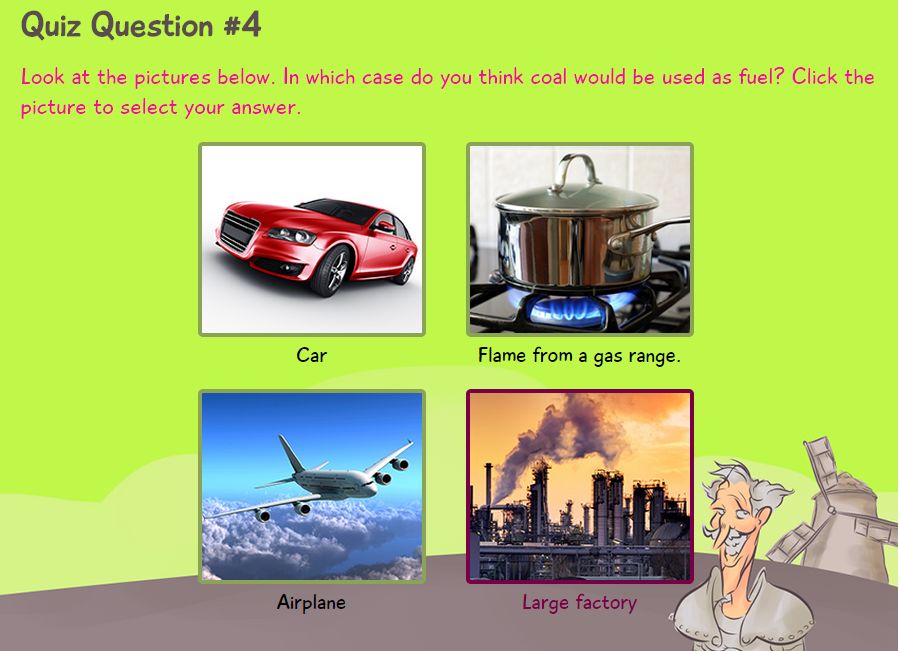 Quiz Question #4
Look at the pictures below. In which case do you think coal would be used as fuel? Click the
picture to select your answer.
Car
Flame from a gas range.
Airplane
Large factory